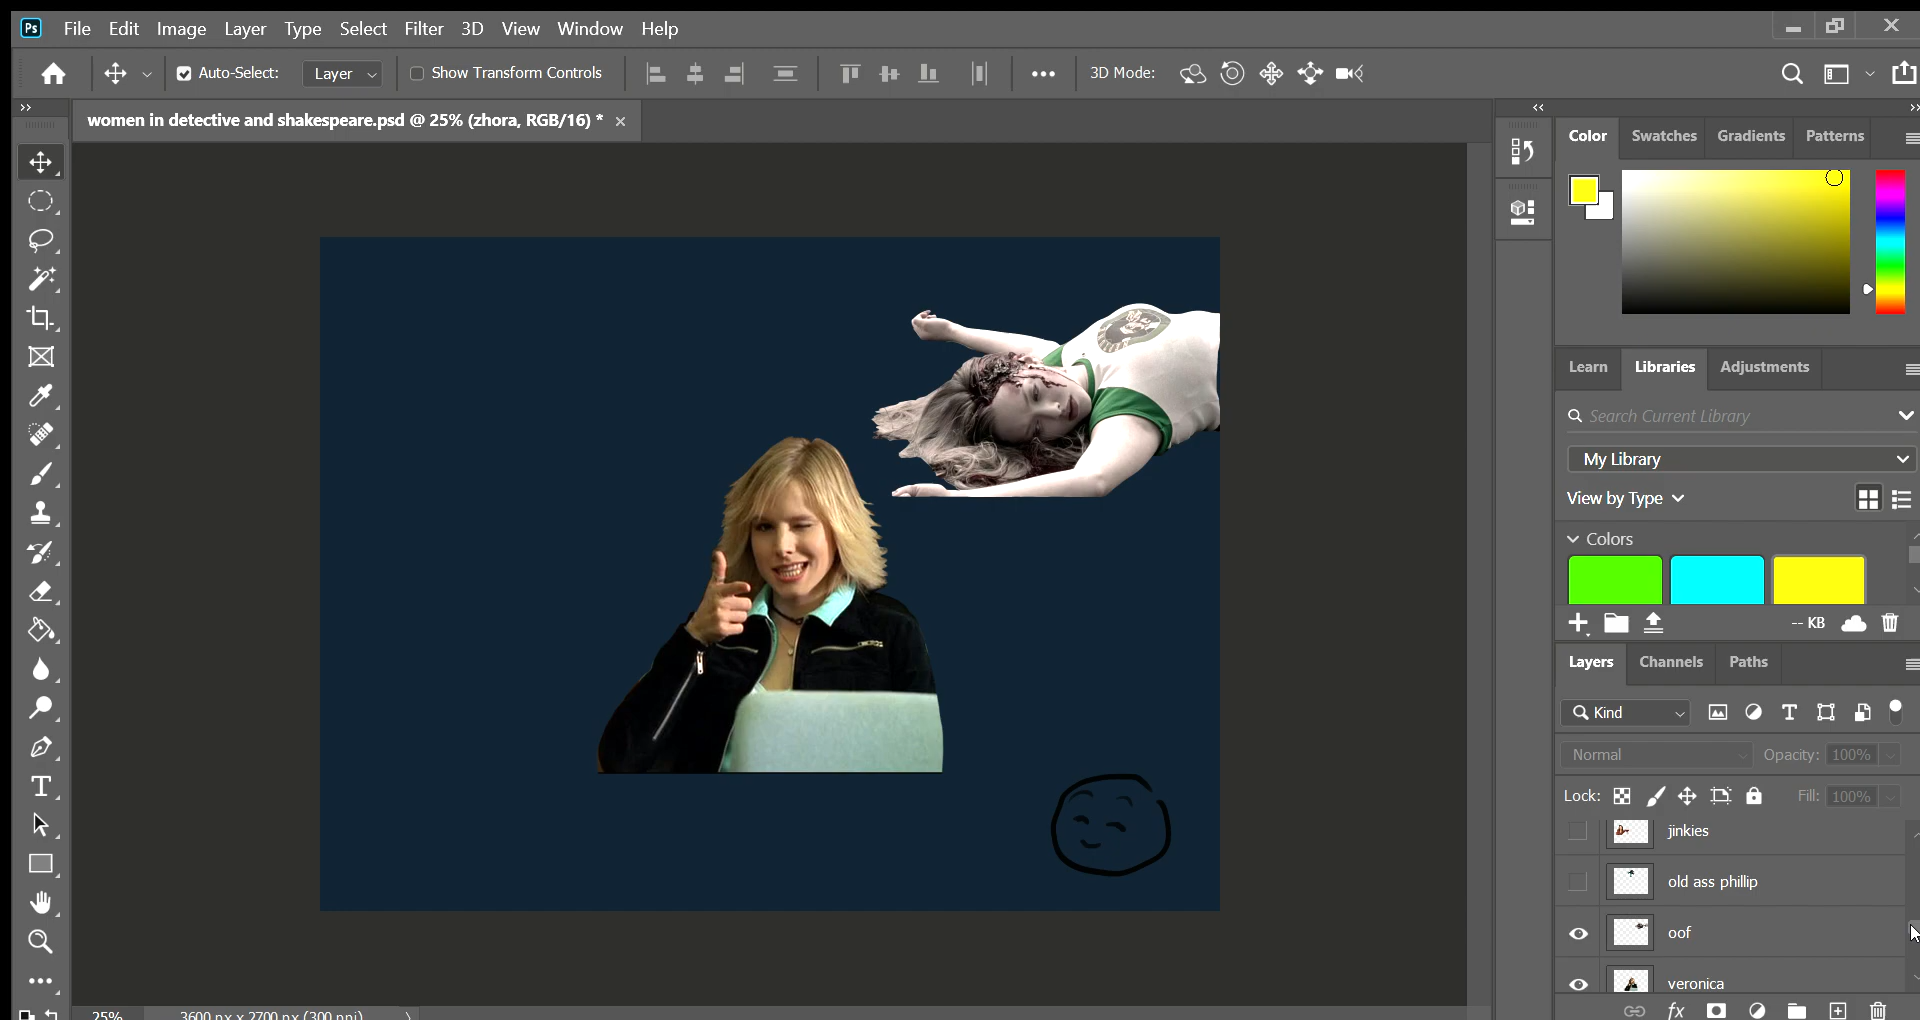 Ps File Edit Image Layer Type Select Filter 3D View Window Help
Auto-Select: Layer Show Transform Controls 3D Mode:
women in detective and shakespeare.psd @ 25% (zhora, RGB/16) *
Color Swatches Gradients Patterns
Learn Libraries Adjustments
Search Current Library
My Library
View by Type
Colors
-- KB
Layers Channels Paths
Kind
Normal Opacity: 100%
Lock: Fill: 100%
jinkies
old ass phillip
oof
veronica
25% 3600 px x 2700 px (300 ppi)